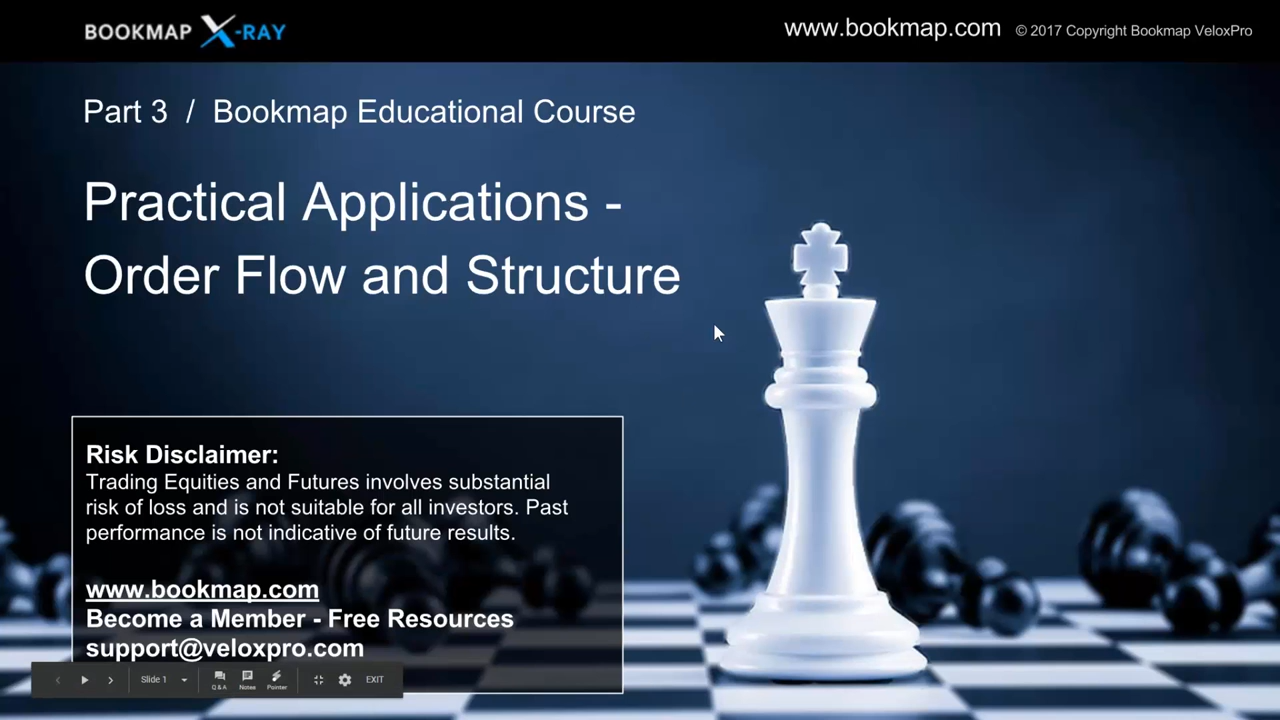 BOOKMAP X-RAY
www.bookmap.com © 2017 Copyright Bookmap VeloxPro
Part 3 / Bookmap Educational Course
Practical Applications -
Order Flow and Structure
Risk Disclaimer:
Trading Equities and Futures involves substantial
risk of loss and is not suitable for all investors. Past
performance is not indicative of future results.
www.bookmap.com
Become a Member - Free Resources
support@veloxpro.com
Slide 1
Q & A
Notes
Pointer
EXIT